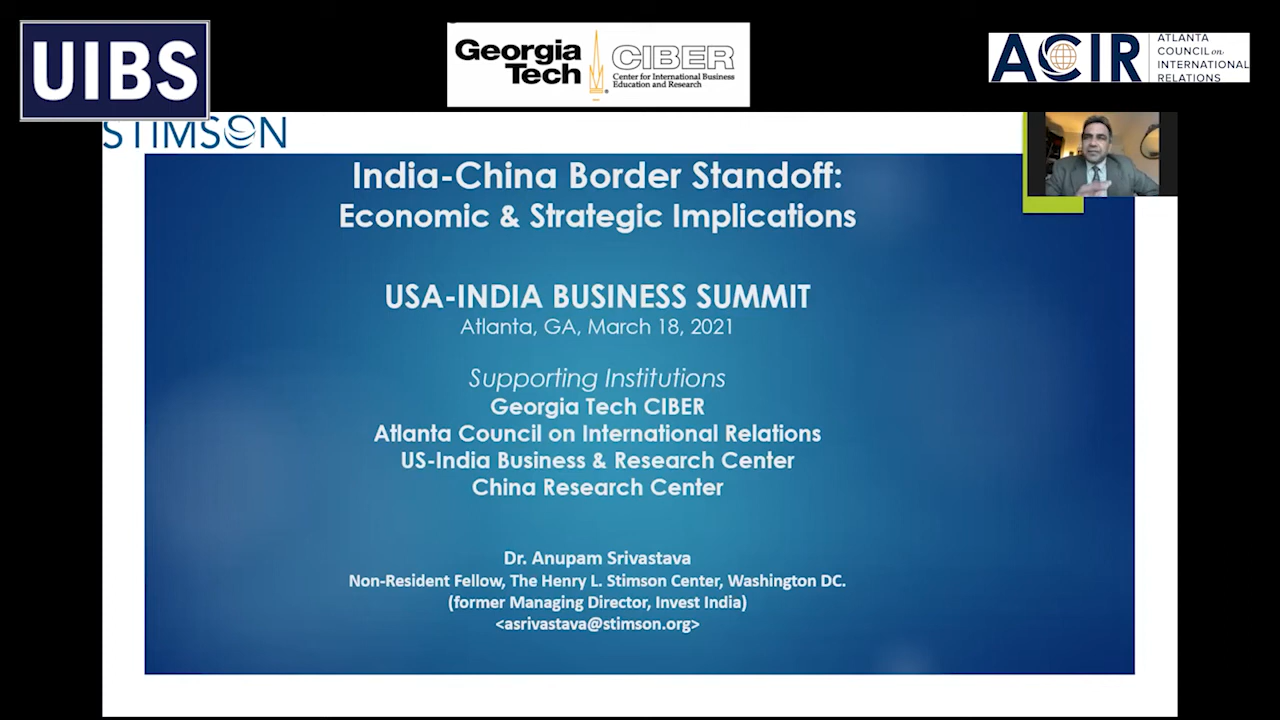 UIBS
Georgia Tech
CIBER
Center for International Business
Education and Research
ACIR
ATLANTA
COUNCIL on
INTERNATIONAL
RELATIONS
STIMSON
India-China Border Standoff:
Economic & Strategic Implications
USA-INDIA BUSINESS SUMMIT
Atlanta, GA, March 18, 2021
Supporting Institutions
Georgia Tech CIBER
Atlanta Council on International Relations
US-India Business & Research Center
China Research Center
Dr. Anupam Srivastava
Non-Resident Fellow, The Henry L. Stimson Center, Washington DC.
(former Managing Director, Invest India)
<asrivastava@stimson.org>